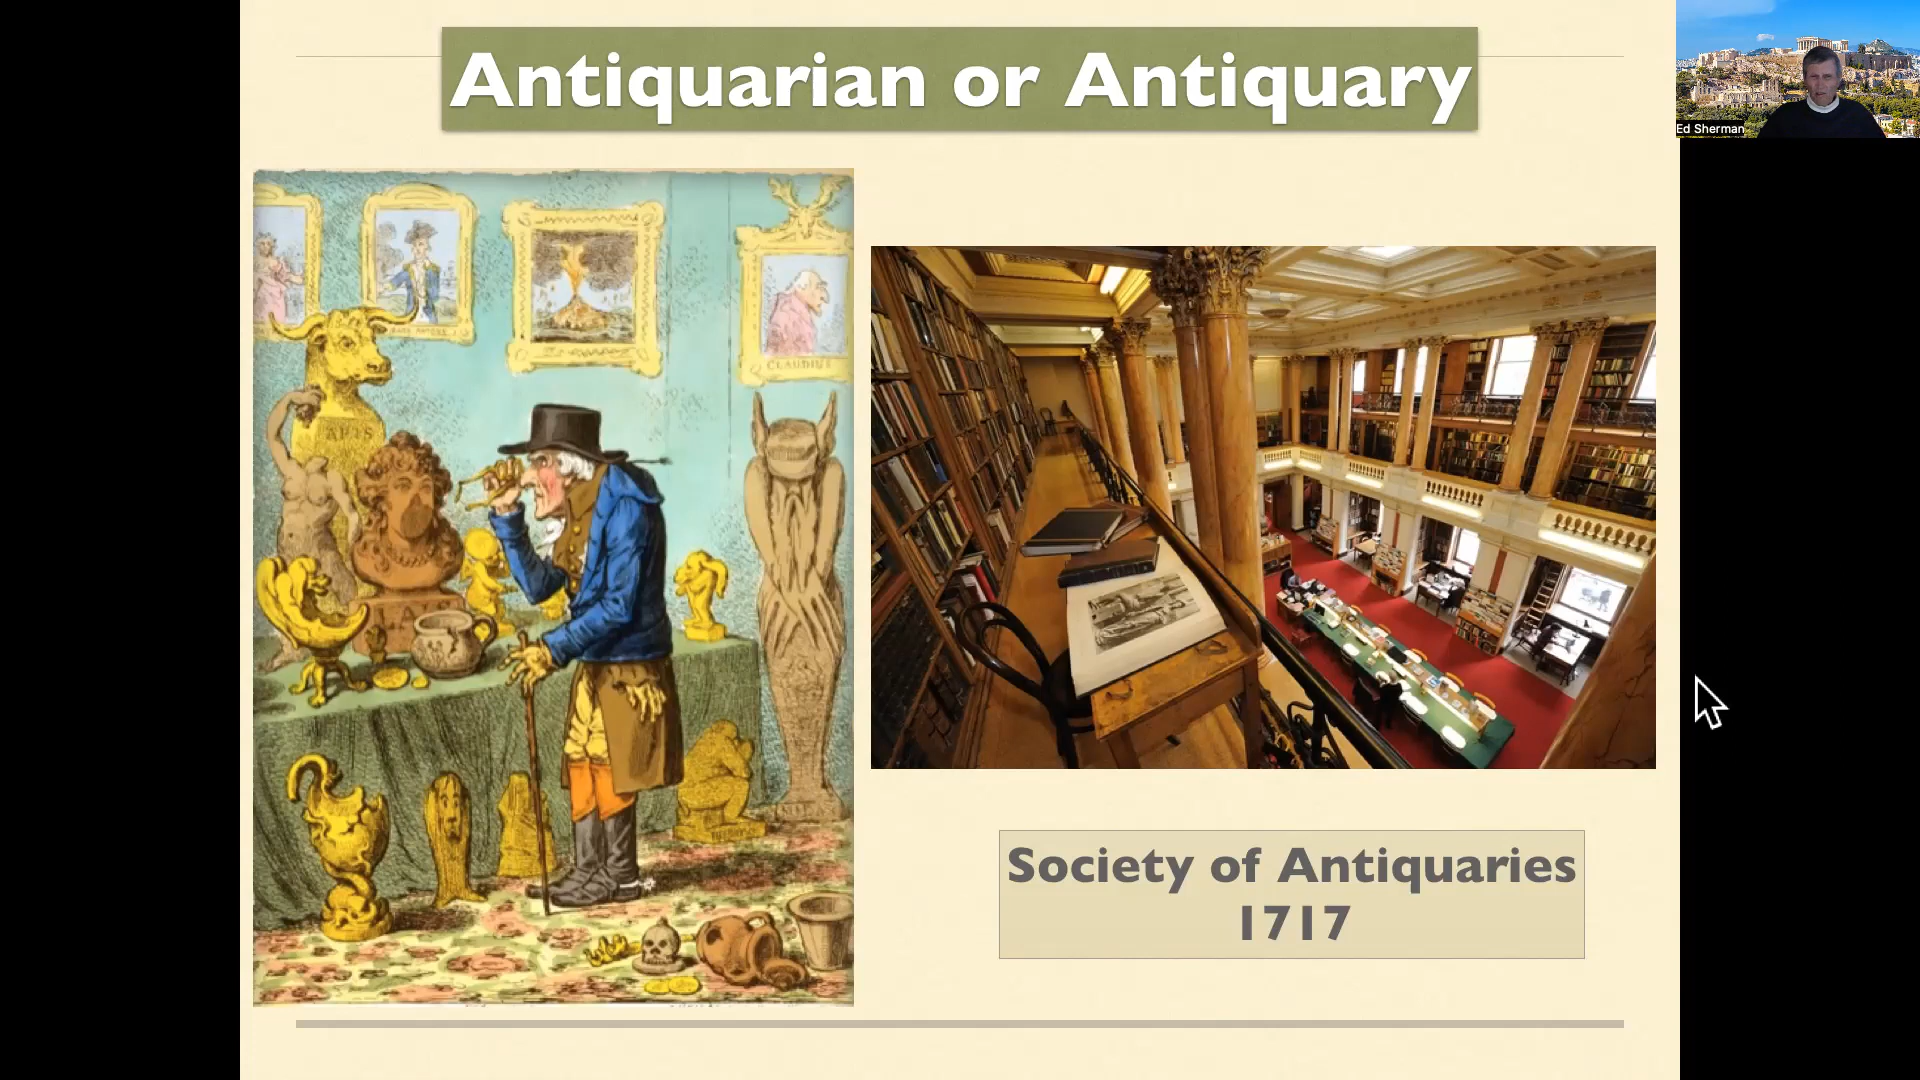 Antiquarian or Antiquary
Ed Sherman
CLAUDIUS
Society of Antiquaries
1717